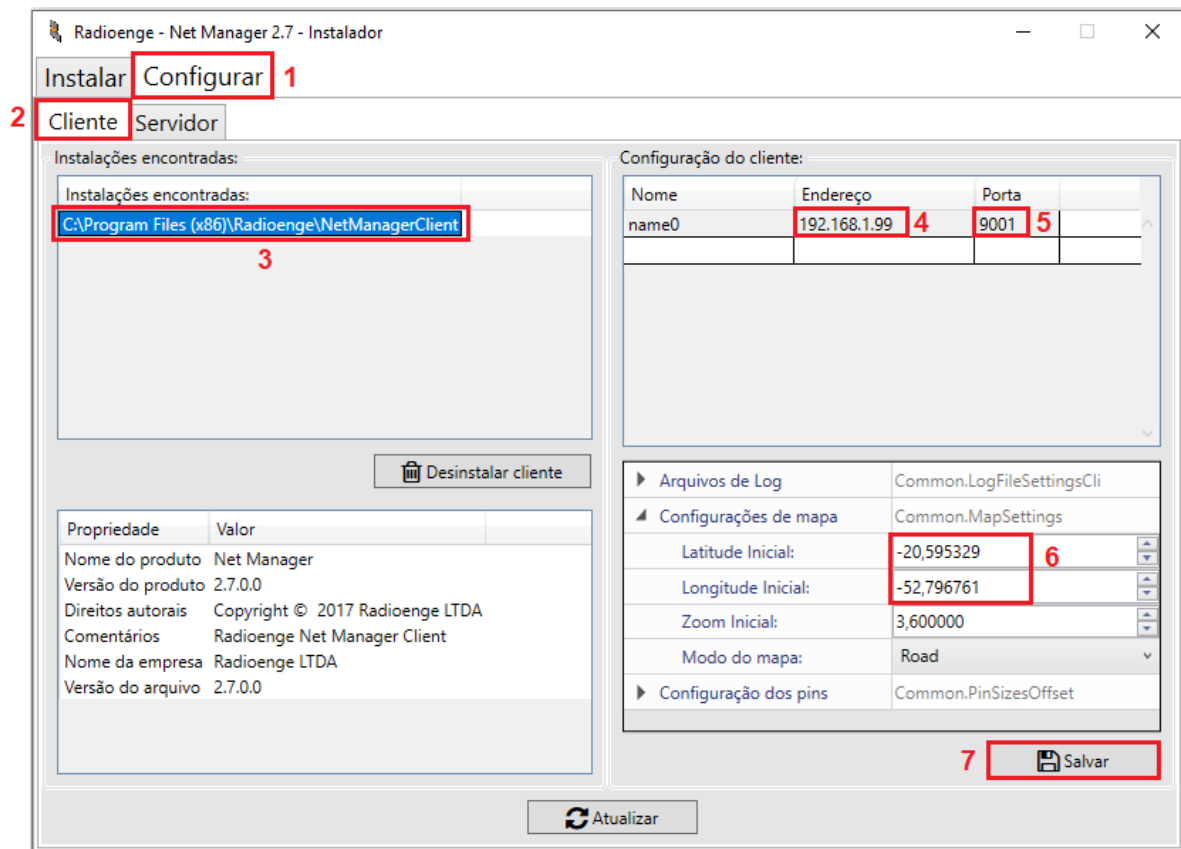 Radioenge - Net Manager 2.7 - Instalador
Instalar Configurar 1
2 Cliente Servidor
Instalações encontradas:
Instalações encontradas:
C:\Program Files (x86)\Radioenge\NetManagerClient
3
Desinstalar cliente
Propriedade Valor
Nome do produto Net Manager
Versão do produto 2.7.0.0
Direitos autorais Copyright © 2017 Radioenge LTDA
Comentários Radioenge Net Manager Client
Nome da empresa Radioenge LTDA
Versão do arquivo 2.7.0.0
Configuração do cliente:
Nome Endereço Porta
name0 192.168.1.99 4 9001 5
Arquivos de Log Common.LogFileSettingsCli
Configurações de mapa Common.MapSettings
Latitude Inicial: -20,595329 6
Longitude Inicial: -52,796761
Zoom Inicial: 3,600000
Modo do mapa: Road
Configuração dos pins Common.PinSizesOffset
7 Salvar
Atualizar